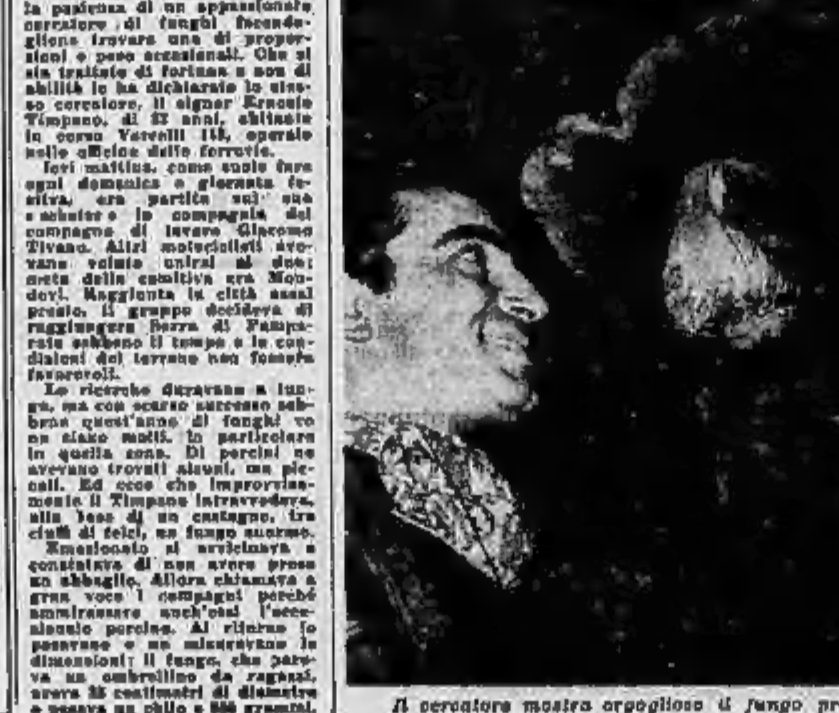 la pazienza di un appassionato
cercatore di funghi facendo-
gliene trovare uno di propor-
zioni e peso eccezionali. Che si
sia trattato di fortuna e non di
abilità lo ha dichiarato lo stes-
so cercatore, il signor Ernesto
Timpano, di 32 anni, abitante
in corso Vercelli, operaio
nelle officine delle ferrovie.
Ieri mattina, come suole fare
ogni domenica e giornata fe-
stiva, era partito sul suo
«scooter» in compagnia del
compagno di lavoro Giacomo
Tivano. Altri motociclisti ave-
vano voluto unirsi ai due:
meta della comitiva era Mon-
dovì. Raggiunta la città assai
presto, il gruppo decideva di
raggiungere Serra di Pampa-
rato sebbene il tempo e le con-
dizioni del terreno non fossero
favorevoli.
Le ricerche duravano a lun-
go, ma con scarso successo seb-
bene quest'anno di funghi ve
ne siano molti, in particolare
in quella zona. Di porcini ne
avevano trovati alcuni, ma pic-
coli. Ed ecco che improvvisa-
mente il Timpano intravvedeva,
alla base di un castagno, tra
ciuffi di felci, un fungo enorme.
Emozionato si avvicinava e
constatava di non avere preso
un abbaglio. Allora chiamava a
gran voce i compagni perché
ammirassero anch'essi l'ecce-
zionale porcino. Al ritorno lo
pesavano e ne misuravano le
dimensioni: il fungo, che pare-
va un ombrellino da ragazzi,
aveva 35 centimetri di diametro
e pesava un chilo e grammi.
Il cercatore mostra orgoglioso il fungo